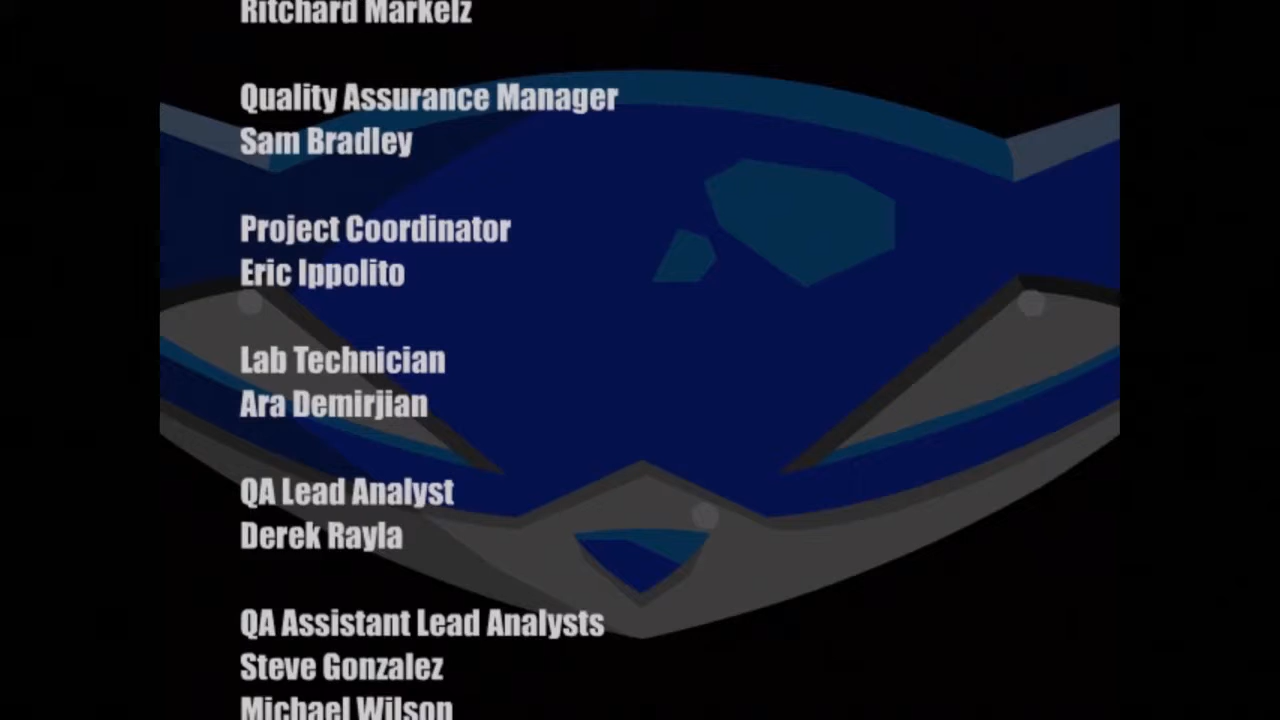 Ritchard Markelz
Quality Assurance Manager
Sam Bradley
Project Coordinator
Eric Ippolito
Lab Technician
Ara Demirjian
QA Lead Analyst
Derek Rayla
QA Assistant Lead Analysts
Steve Gonzalez
Michael Wilson